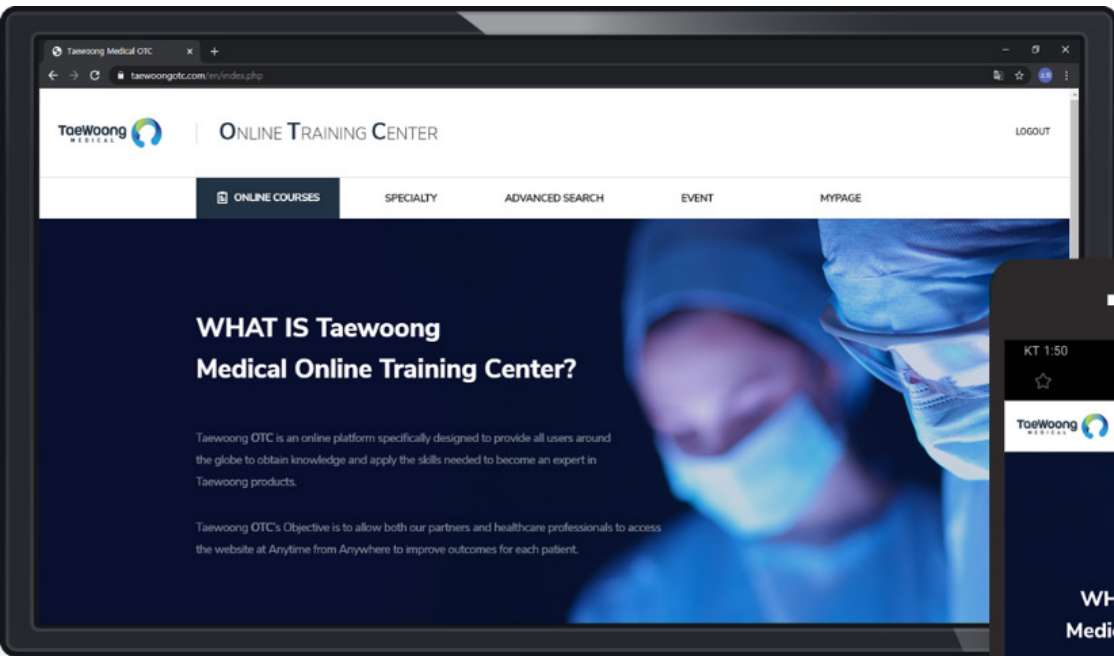 Taewoong Medical OTC
taewoongotc.com/en/index.php
TaeWoong
MEDICAL
ONLINE TRAINING CENTER
LOGOUT
ONLINE COURSES
SPECIALTY
ADVANCED SEARCH
EVENT
MYPAGE
WHAT IS Taewoong
Medical Online Training Center?
Taewoong OTC is an online platform specifically designed to provide all users around
the globe to obtain knowledge and apply the skills needed to become an expert in
Taewoong products.
Taewoong OTC's Objective is to allow both our partners and healthcare professionals to access
the website at Anytime from Anywhere to improve outcomes for each patient.
KT 1:50
TaeWoong
MEDICAL
WH
Medi